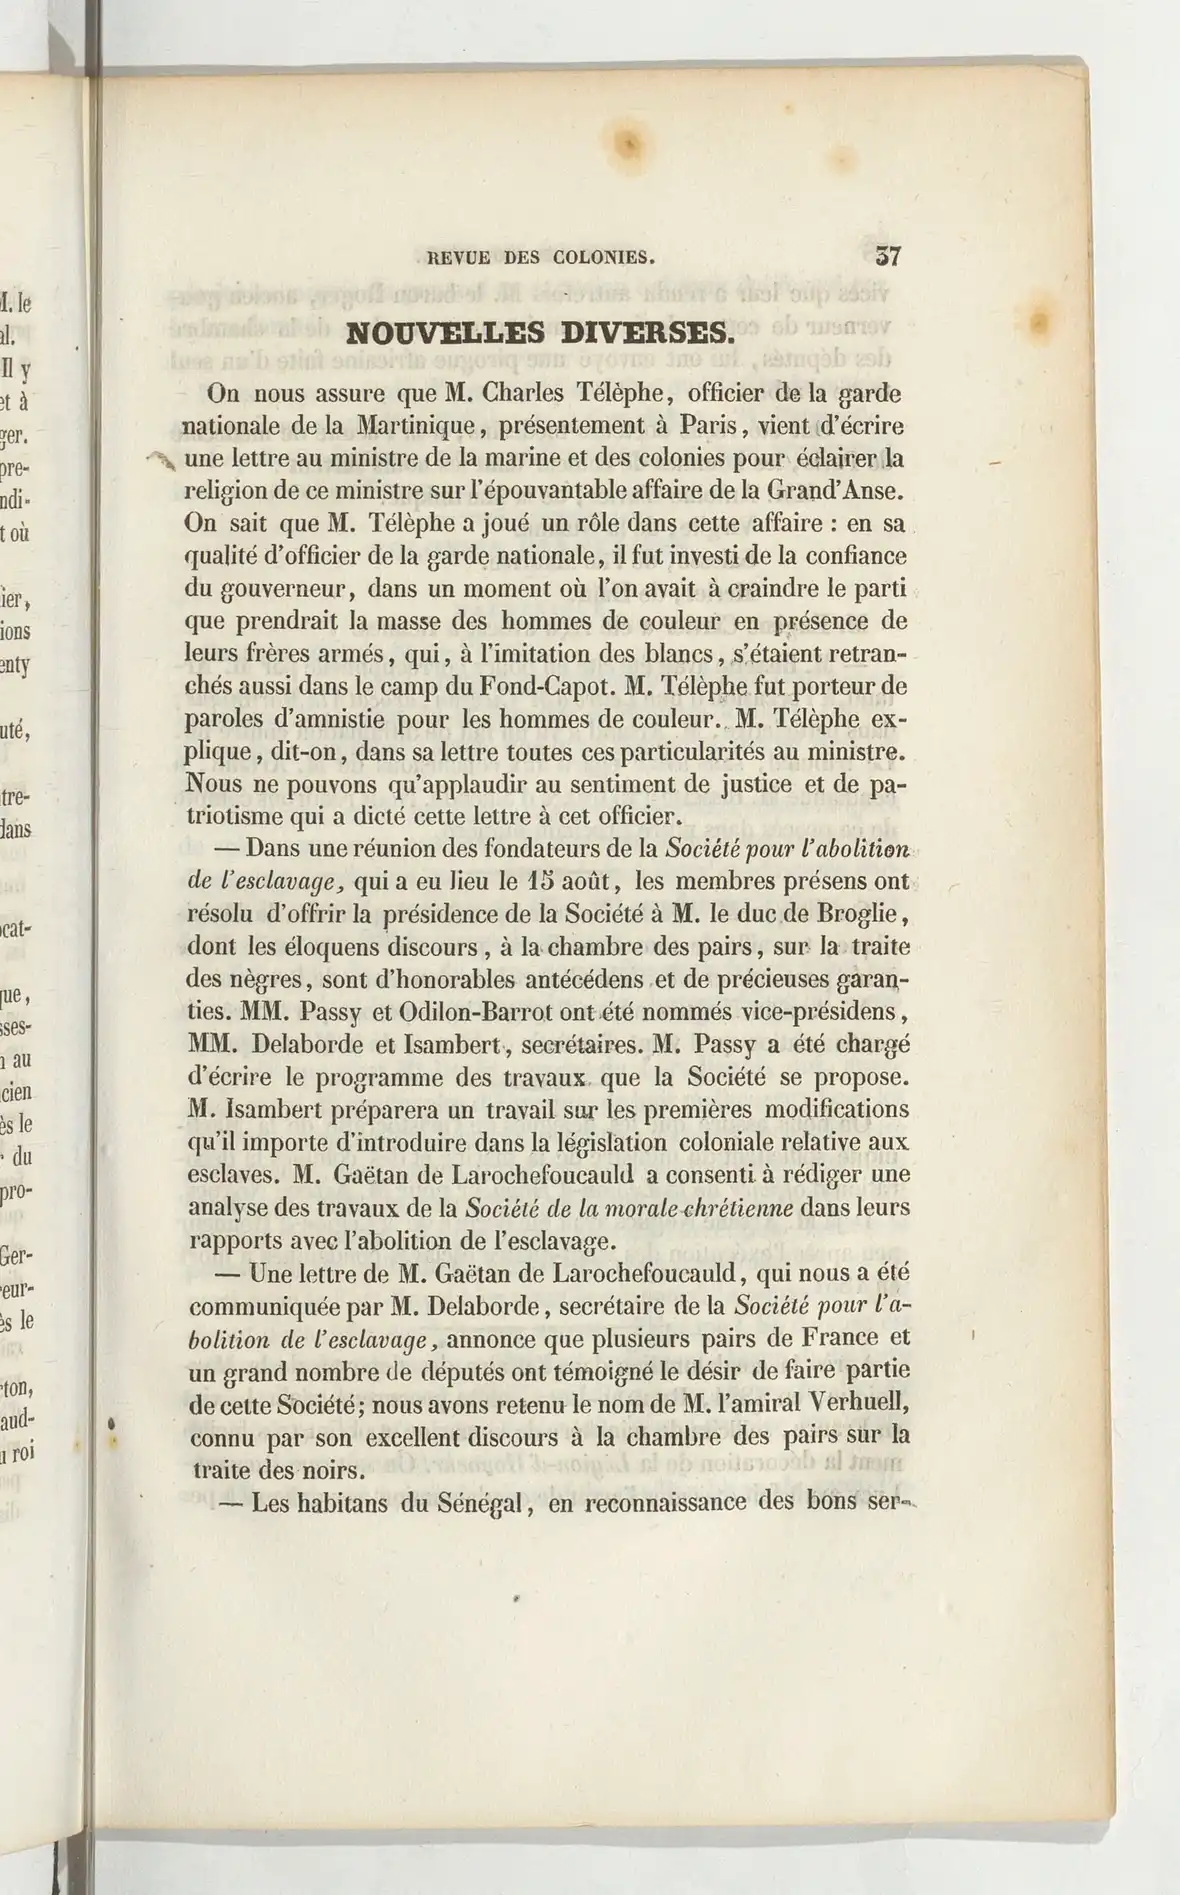 REVUE DES COLONIES. 37
NOUVELLES DIVERSES.
On nous assure que M. Charles Télèphe, officier de la garde
nationale de la Martinique, présentement à Paris, vient d'écrire
une lettre au ministre de la marine et des colonies pour éclairer la
religion de ce ministre sur l'épouvantable affaire de la Grand'Anse.
On sait que M. Télèphe a joué un rôle dans cette affaire : en sa
qualité d'officier de la garde nationale, il fut investi de la confiance
du gouverneur, dans un moment où l'on avait à craindre le parti
que prendrait la masse des hommes de couleur en présence de
leurs frères armés, qui, à l'imitation des blancs, s'étaient retran-
chés aussi dans le camp du Fond-Capot. M. Télèphe fut porteur de
paroles d'amnistie pour les hommes de couleur. M. Télèphe ex-
plique, dit-on, dans sa lettre toutes ces particularités au ministre.
Nous ne pouvons qu'applaudir au sentiment de justice et de pa-
triotisme qui a dicté cette lettre à cet officier.
— Dans une réunion des fondateurs de la Société pour l'abolition
de l'esclavage, qui a eu lieu le 15 août, les membres présens ont
résolu d'offrir la présidence de la Société à M. le duc de Broglie,
dont les éloquens discours, à la chambre des pairs, sur la traite
des nègres, sont d'honorables antécédens et de précieuses garan-
ties. MM. Passy et Odilon-Barrot ont été nommés vice-présidens,
MM. Delaborde et Isambert, secrétaires. M. Passy a été chargé
d'écrire le programme des travaux que la Société se propose.
M. Isambert préparera un travail sur les premières modifications
qu'il importe d'introduire dans la législation coloniale relative aux
esclaves. M. Gaëtan de Larochefoucauld a consenti à rédiger une
analyse des travaux de la Société de la morale chrétienne dans leurs
rapports avec l'abolition de l'esclavage.
— Une lettre de M. Gaëtan de Larochefoucauld, qui nous a été
communiquée par M. Delaborde, secrétaire de la Société pour l'a-
bolition de l'esclavage, annonce que plusieurs pairs de France et
un grand nombre de députés ont témoigné le désir de faire partie
de cette Société; nous avons retenu le nom de M. l'amiral Verhuell,
connu par son excellent discours à la chambre des pairs sur la
traite des noirs.
— Les habitans du Sénégal, en reconnaissance des bons ser-